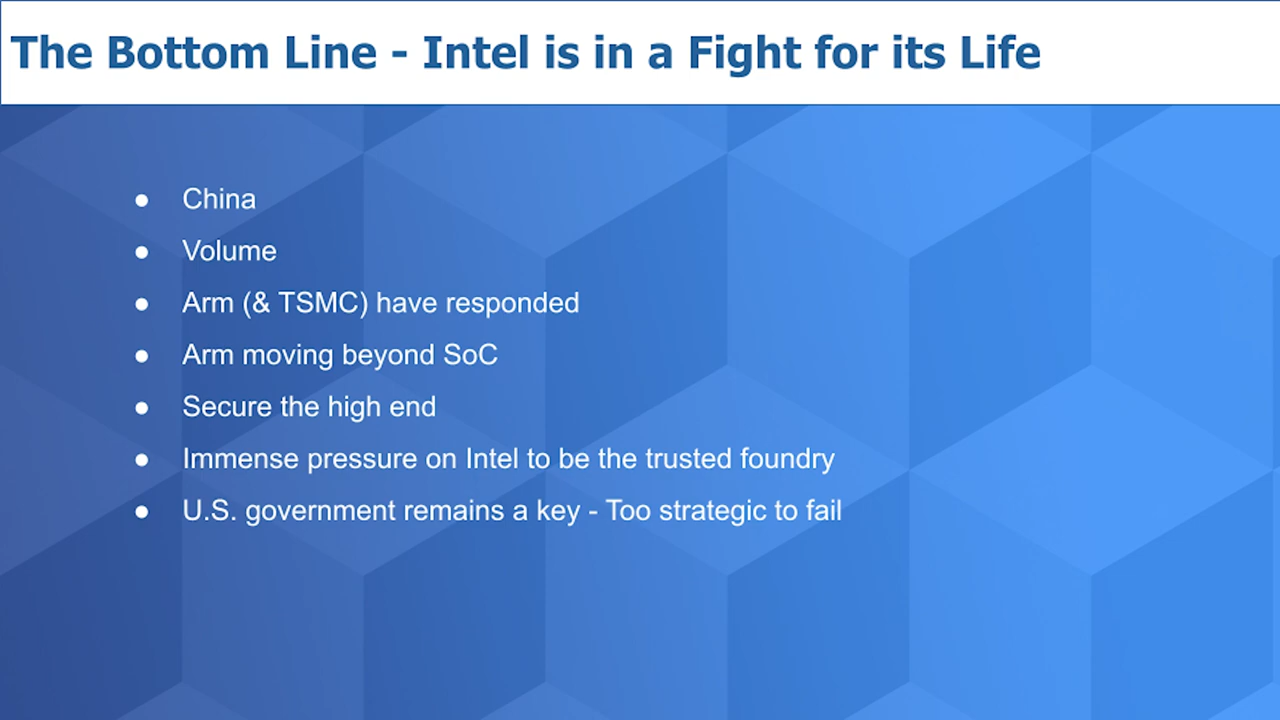 The Bottom Line - Intel is in a Fight for its Life
● China
● Volume
● Arm (& TSMC) have responded
● Arm moving beyond SoC
● Secure the high end
● Immense pressure on Intel to be the trusted foundry
● U.S. government remains a key - Too strategic to fail